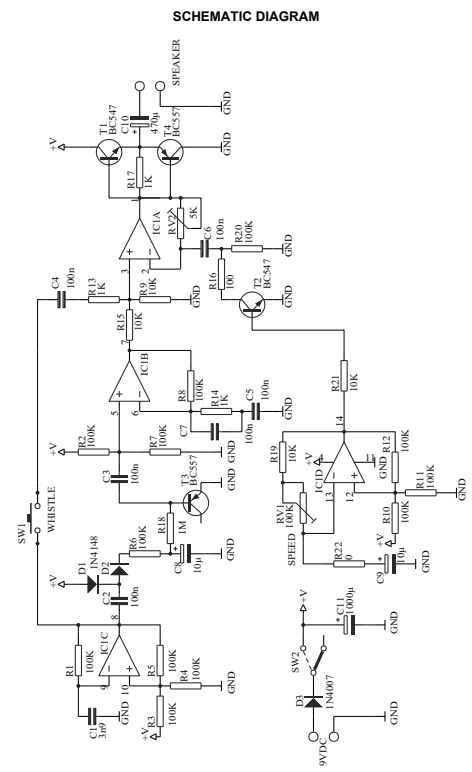 SCHEMATIC DIAGRAM
SPEAKER
GND
T1
BC547
C10
470µ
T4
BC557
+V
GND
R17
1K
1
IC1A
RV2
5K
3
2
C6
100n
R20
100K
GND
R16
100
T2
BC547
C4
100n
R13
1K
R9
10K
GND
R15
10K
7
IC1B
5
6
R8
100K
R14
1K
C7
100n
C5
100n
GND
R21
10K
14
R19
10K
+V
4
IC1D
GND
11
13
12
R12
100K
R11
100K
GND
R10
100K
+V
RV1
100K
SPEED
R22
0
C9
10µ
GND
+V
R2
100K
R7
100K
GND
C3
100n
T3
BC557
GND
R18
1M
SW1
WHISTLE
+V
D1
1N4148
D2
R6
100K
C8
10µ
GND
C2
100n
8
IC1C
9
10
R1
100K
R5
100K
R4
100K
GND
R3
100K
+V
C1
3n9
GND
+V
C11
1000µ
GND
SW2
D3
1N4007
9VDC
GND